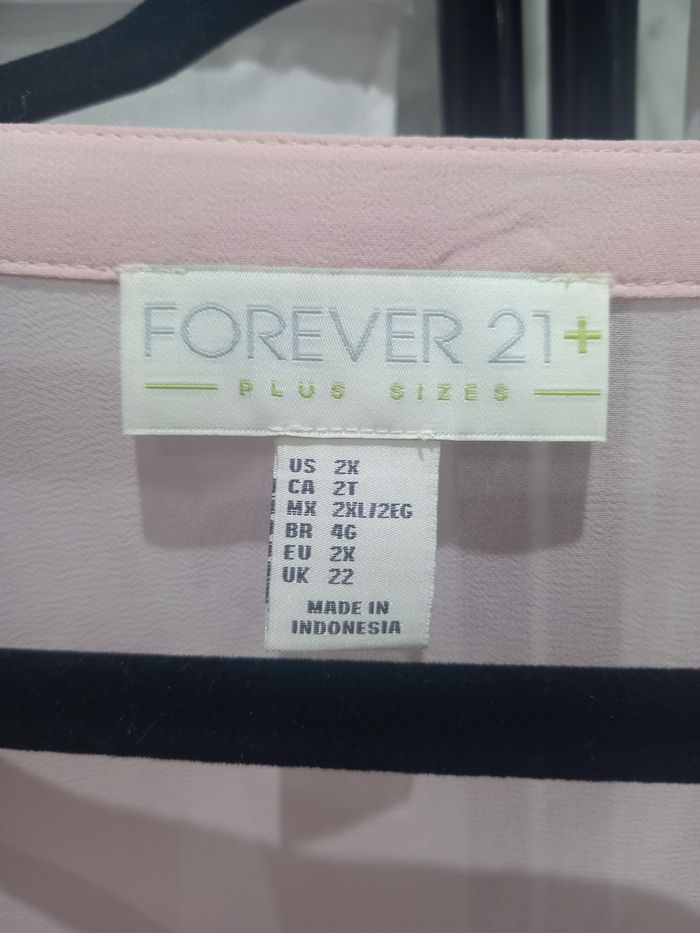 FOREVER 21+
PLUS SIZES
US 2X
CA 2T
MX 2XL/2EG
BR 4G
EU 2X
UK 22
MADE IN
INDONESIA